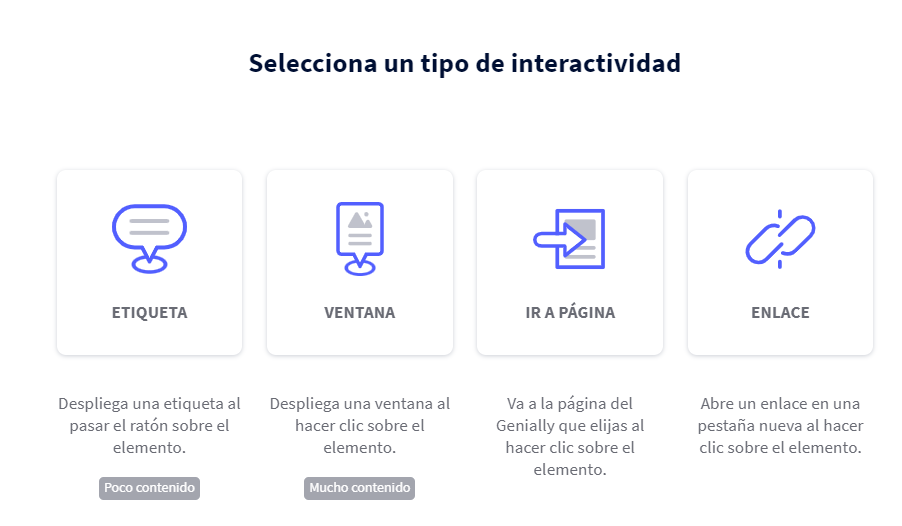 Selecciona un tipo de interactividad
ETIQUETA
Despliega una etiqueta al
pasar el ratón sobre el
elemento.
Poco contenido
VENTANA
Despliega una ventana al
hacer clic sobre el
elemento.
Mucho contenido
IR A PÁGINA
Va a la página del
Genially que elijas al
hacer clic sobre el
elemento.
ENLACE
Abre un enlace en una
pestaña nueva al hacer
clic sobre el elemento.